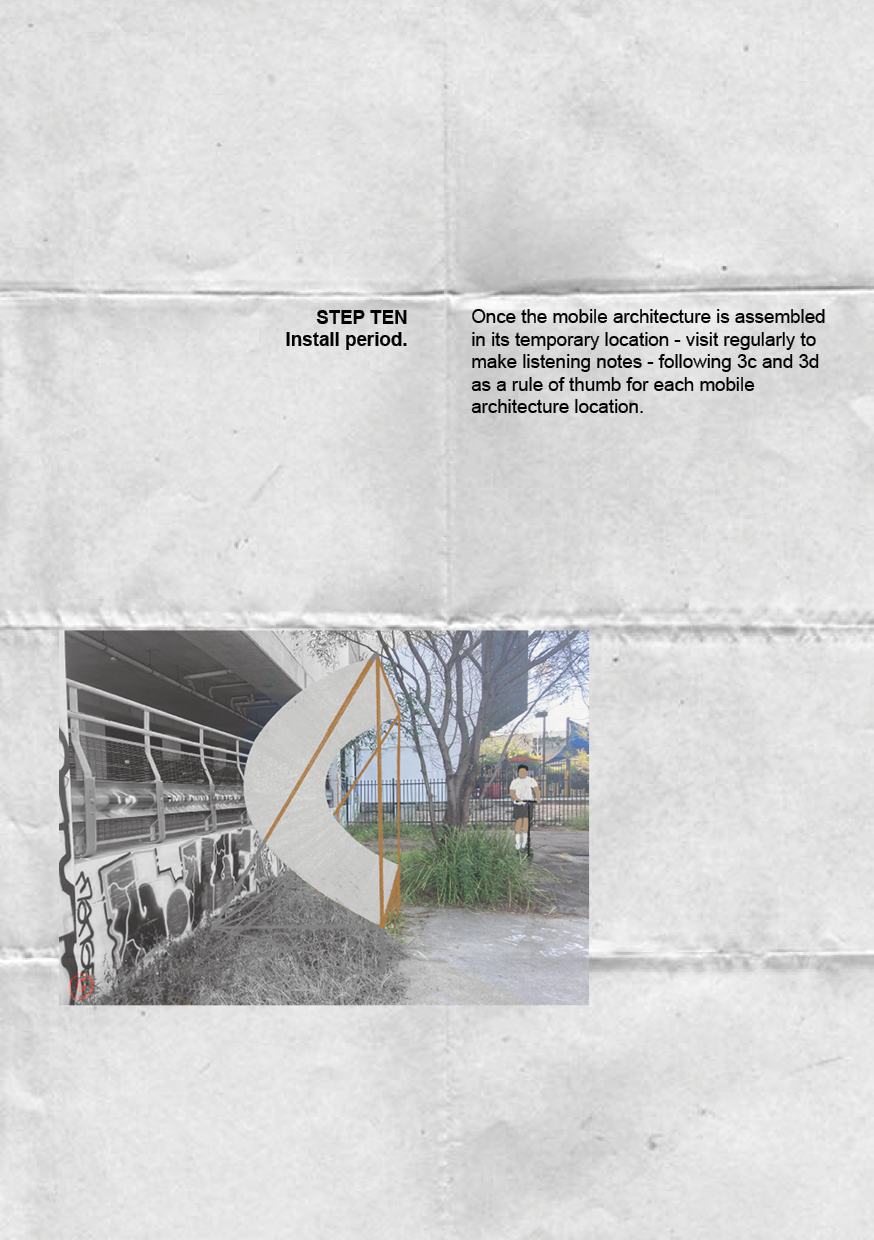 STEP TEN
Install period.
Once the mobile architecture is assembled
in its temporary location - visit regularly to
make listening notes - following 3c and 3d
as a rule of thumb for each mobile
architecture location.